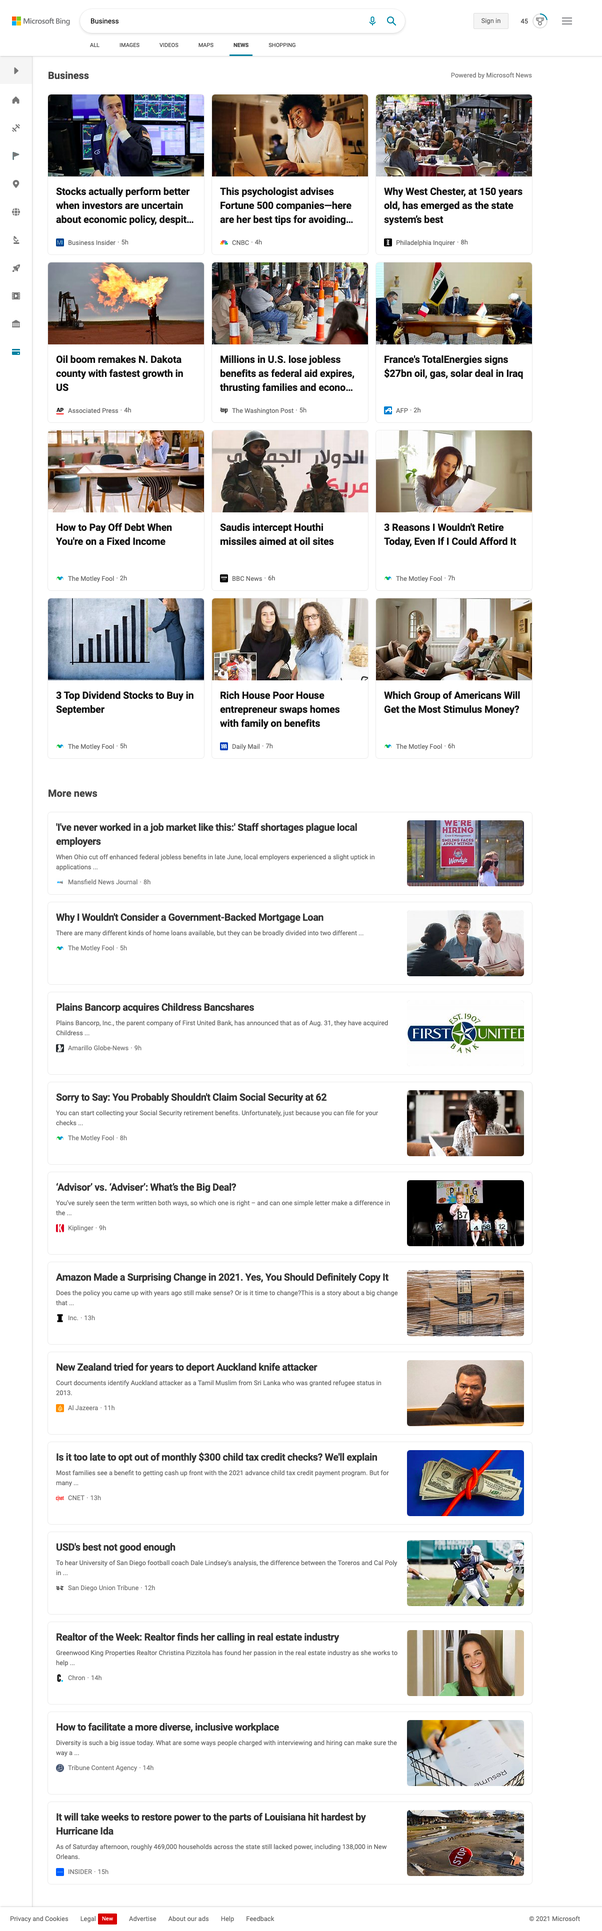 Microsoft Bing
Business
Sign in
45
ALL
IMAGES
VIDEOS
MAPS
NEWS
SHOPPING
Business
Powered by Microsoft News
Stocks actually perform better
when investors are uncertain
about economic policy, despit...
Business Insider · 5h
This psychologist advises
Fortune 500 companies—here
are her best tips for avoiding...
CNBC · 4h
Why West Chester, at 150 years
old, has emerged as the state
system's best
Philadelphia Inquirer · 8h
Oil boom remakes N. Dakota
county with fastest growth in
US
AP Associated Press · 4h
Millions in U.S. lose jobless
benefits as federal aid expires,
thrusting families and econo...
wp The Washington Post · 5h
France's TotalEnergies signs
$27bn oil, gas, solar deal in Iraq
AFP · 2h
How to Pay Off Debt When
You're on a Fixed Income
The Motley Fool · 2h
الدولار
Saudis intercept Houthi
missiles aimed at oil sites
BBC News · 6h
3 Reasons I Wouldn't Retire
Today, Even If I Could Afford It
The Motley Fool · 7h
3 Top Dividend Stocks to Buy in
September
The Motley Fool · 5h
Rich House Poor House
entrepreneur swaps homes
with family on benefits
Daily Mail · 7h
Which Group of Americans Will
Get the Most Stimulus Money?
The Motley Fool · 6h
More news
'I've never worked in a job market like this:' Staff shortages plague local
employers
When Ohio cut off enhanced federal jobless benefits in late June, local employers experienced a slight uptick in
applications ...
Mansfield News Journal · 8h
WE'RE
HIRING
Wendy's
Why I Wouldn't Consider a Government-Backed Mortgage Loan
There are many different kinds of home loans available, but they can be broadly divided into two different ...
The Motley Fool · 5h
Plains Bancorp acquires Childress Bancshares
Plains Bancorp, Inc., the parent company of First United Bank, has announced that as of Aug. 31, they have acquired
Childress ...
Amarillo Globe-News · 9h
EST. 1907
FIRST UNITED
BANK
Sorry to Say: You Probably Shouldn't Claim Social Security at 62
You can start collecting your Social Security retirement benefits. Unfortunately, just because you can file for your
checks ...
The Motley Fool · 8h
'Advisor' vs. 'Adviser': What's the Big Deal?
You've surely seen the term written both ways, so which one is right – and can one simple letter make a difference in
the ...
Kiplinger · 9h
37
12
Amazon Made a Surprising Change in 2021. Yes, You Should Definitely Copy It
Does the policy you came up with years ago still make sense? Or is it time to change?This is a story about a big change
that ...
Inc. · 13h
New Zealand tried for years to deport Auckland knife attacker
Court documents identify Auckland attacker as a Tamil Muslim from Sri Lanka who was granted refugee status in
2013.
Al Jazeera · 11h
Is it too late to opt out of monthly $300 child tax credit checks? We'll explain
Most families see a benefit to getting cash up front with the 2021 advance child tax credit payment program. But for
many ...
CNET · 13h
USD's best not good enough
To hear University of San Diego football coach Dale Lindsey's analysis, the difference between the Toreros and Cal Poly
in ...
San Diego Union Tribune · 12h
Realtor of the Week: Realtor finds her calling in real estate industry
Greenwood King Properties Realtor Christina Pizzitola has found her passion in the real estate industry as she works to
help ...
Chron · 14h
How to facilitate a more diverse, inclusive workplace
Diversity is such a big issue today. What are some ways people charged with interviewing and hiring can make sure the
way a ...
Tribune Content Agency · 14h
Resume
It will take weeks to restore power to the parts of Louisiana hit hardest by
Hurricane Ida
As of Saturday afternoon, roughly 469,000 households across the state still lacked power, including 138,000 in New
Orleans.
INSIDER · 15h
STOP
Privacy and Cookies
Legal
New
Advertise
About our ads
Help
Feedback
© 2021 Microsoft